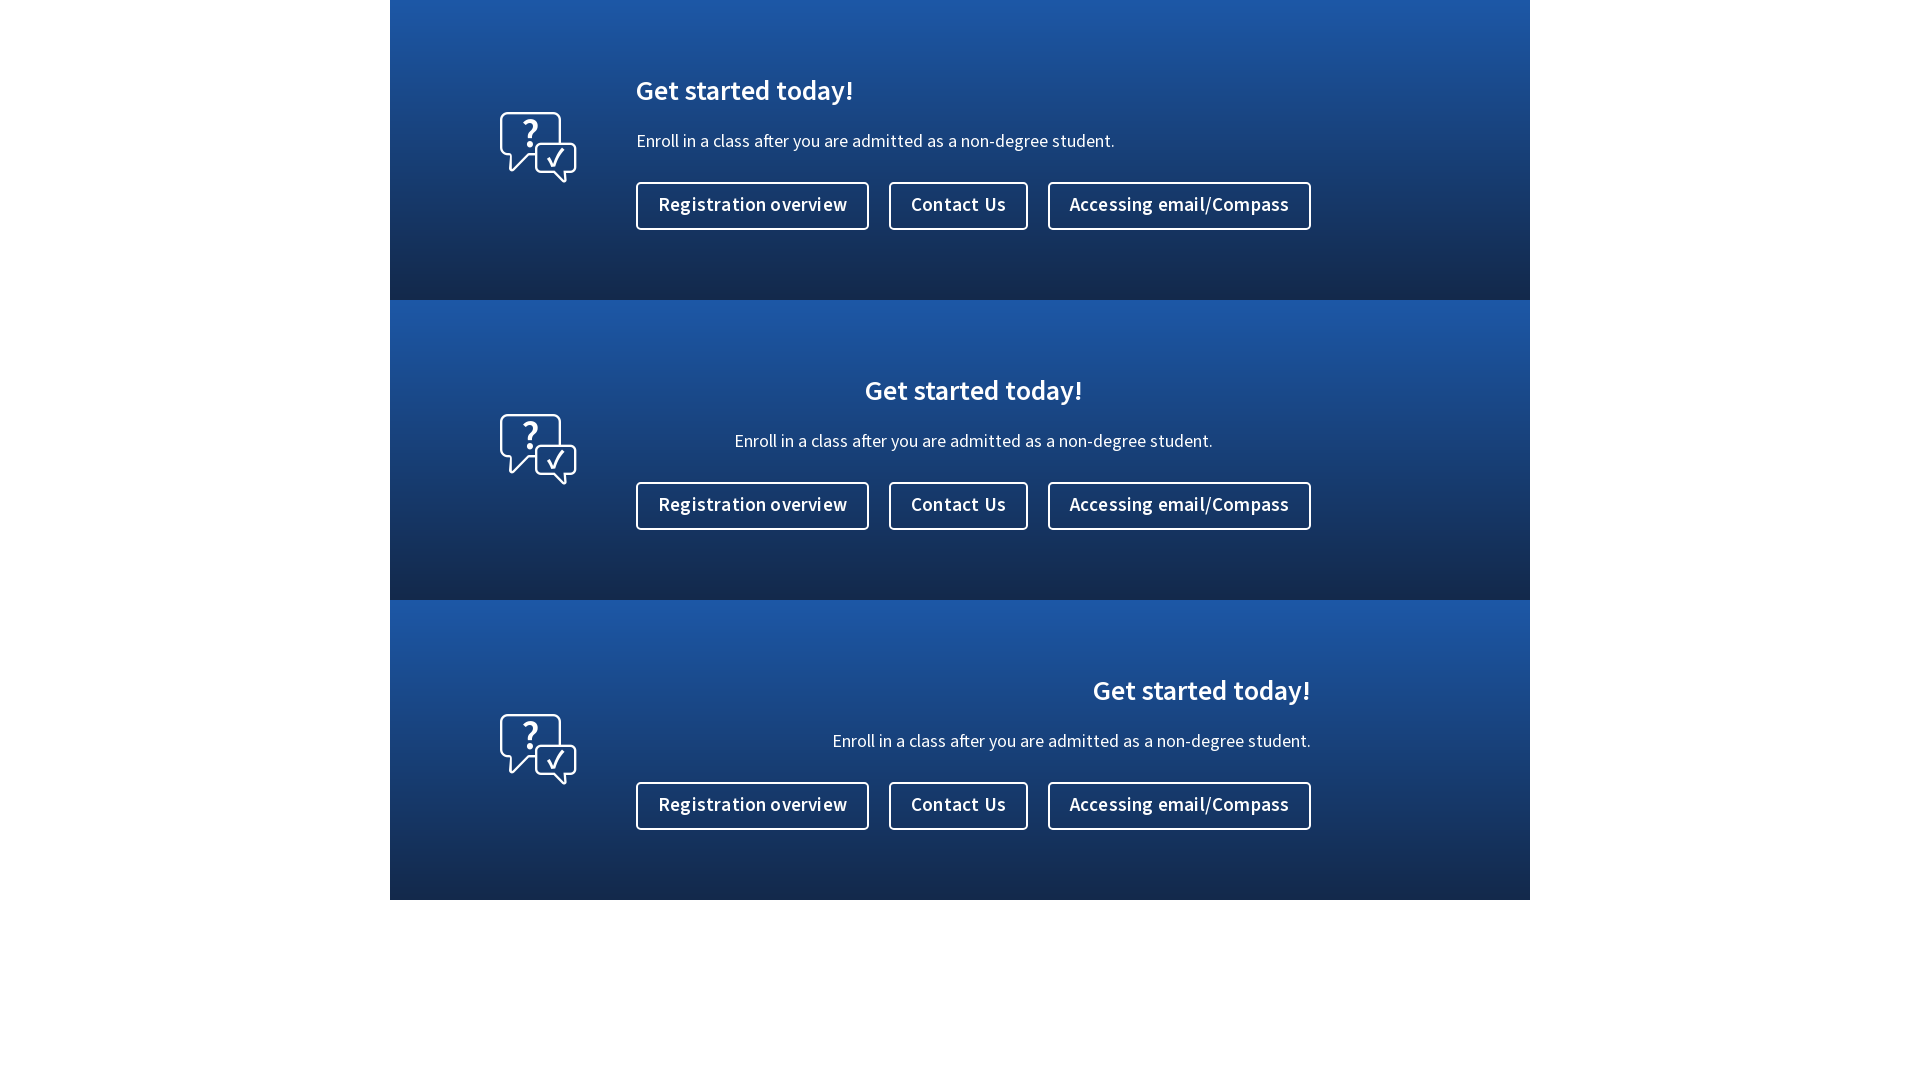 Get started today!
Enroll in a class after you are admitted as a non-degree student.
Registration overview Contact Us Accessing email/Compass
Get started today!
Enroll in a class after you are admitted as a non-degree student.
Registration overview Contact Us Accessing email/Compass
Get started today!
Enroll in a class after you are admitted as a non-degree student.
Registration overview Contact Us Accessing email/Compass